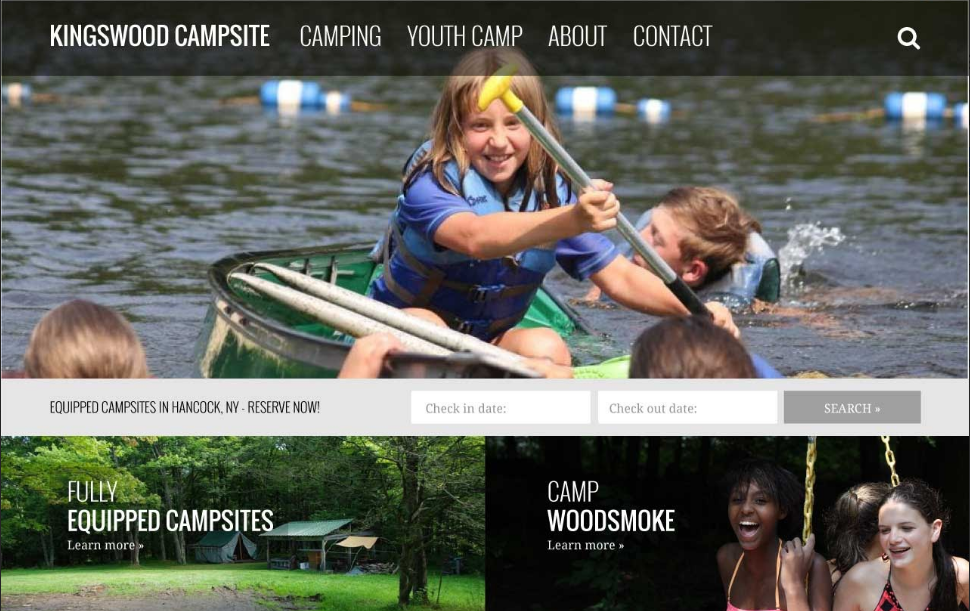 KINGSWOOD CAMPSITE CAMPING YOUTH CAMP ABOUT CONTACT
EQUIPPED CAMPSITES IN HANCOCK, NY - RESERVE NOW! Check in date: Check out date: SEARCH »
FULLY
EQUIPPED CAMPSITES
Learn more »
CAMP
WOODSMOKE
Learn more »